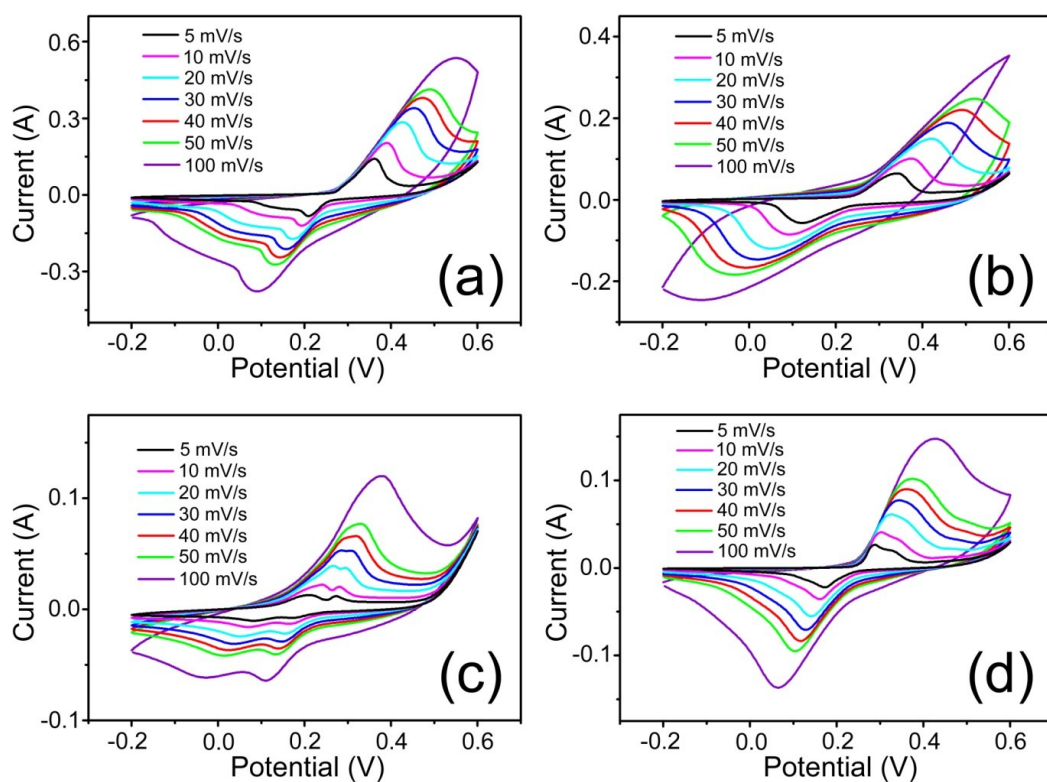 (a)
5 mV/s
10 mV/s
20 mV/s
30 mV/s
40 mV/s
50 mV/s
100 mV/s
0.6
0.3
0.0
-0.3
Current (A)
-0.2
0.0
0.2
0.4
0.6
Potential (V)
(b)
5 mV/s
10 mV/s
20 mV/s
30 mV/s
40 mV/s
50 mV/s
100 mV/s
0.4
0.2
0.0
-0.2
Current (A)
-0.2
0.0
0.2
0.4
0.6
Potential (V)
(c)
5 mV/s
10 mV/s
20 mV/s
30 mV/s
40 mV/s
50 mV/s
100 mV/s
0.1
0.0
-0.1
Current (A)
-0.2
0.0
0.2
0.4
0.6
Potential (V)
(d)
5 mV/s
10 mV/s
20 mV/s
30 mV/s
40 mV/s
50 mV/s
100 mV/s
0.1
0.0
-0.1
Current (A)
-0.2
0.0
0.2
0.4
0.6
Potential (V)